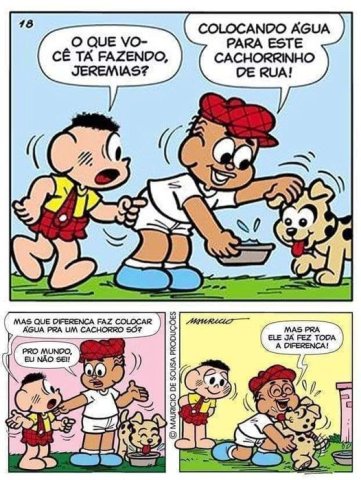 18
O QUE VO-
CÊ TÁ FAZENDO,
JEREMIAS?
COLOCANDO ÁGUA
PARA ESTE
CACHORRINHO
DE RUA!
MAS QUE DIFERENÇA FAZ COLOCAR
ÁGUA PRA UM CACHORRO SÓ?
PRO MUNDO,
EU NÃO SEI!
© MAURICIO DE SOUSA PRODUÇÕES
MAURICIO
MAS PRA
ELE JÁ FEZ TODA
A DIFERENÇA!